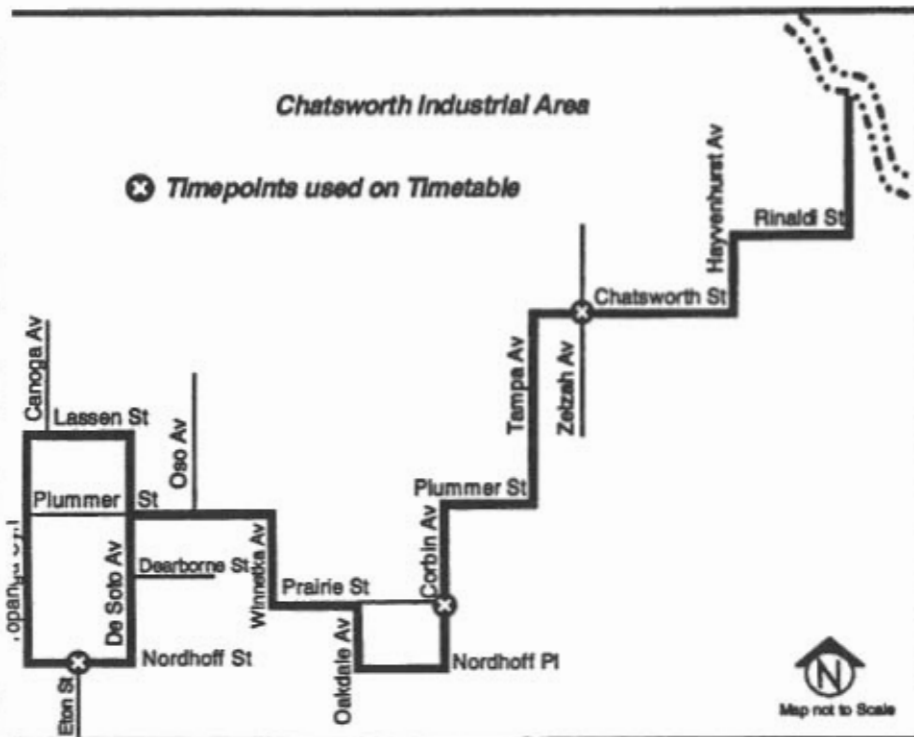 Chatsworth Industrial Area
Timepoints used on Timetable
Hayvenhurst Av
Rinaldi St
Chatsworth St
Canoga Av
Tampa Av
Zelzah Av
Lassen St
Oso Av
Plummer St
Plummer St
Corbin Av
De Soto Av
Dearborne St
Winnetka Av
Prairie St
Oakdale Av
Nordhoff St
Nordhoff Pl
Eton St
N
Map not to Scale